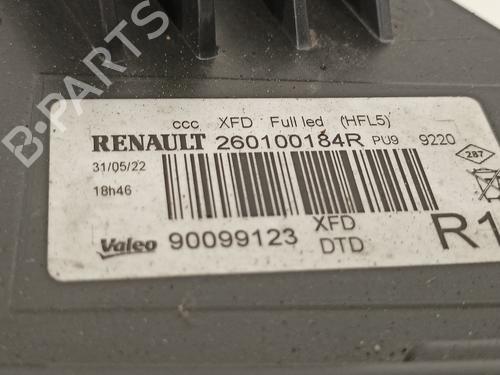 ccc XFD Full led (HFL5)
RENAULT 260100184R PU9 9220
31/05/22
18h46
287
Valeo 90099123 XFD
DTD
R1
B-PARTS